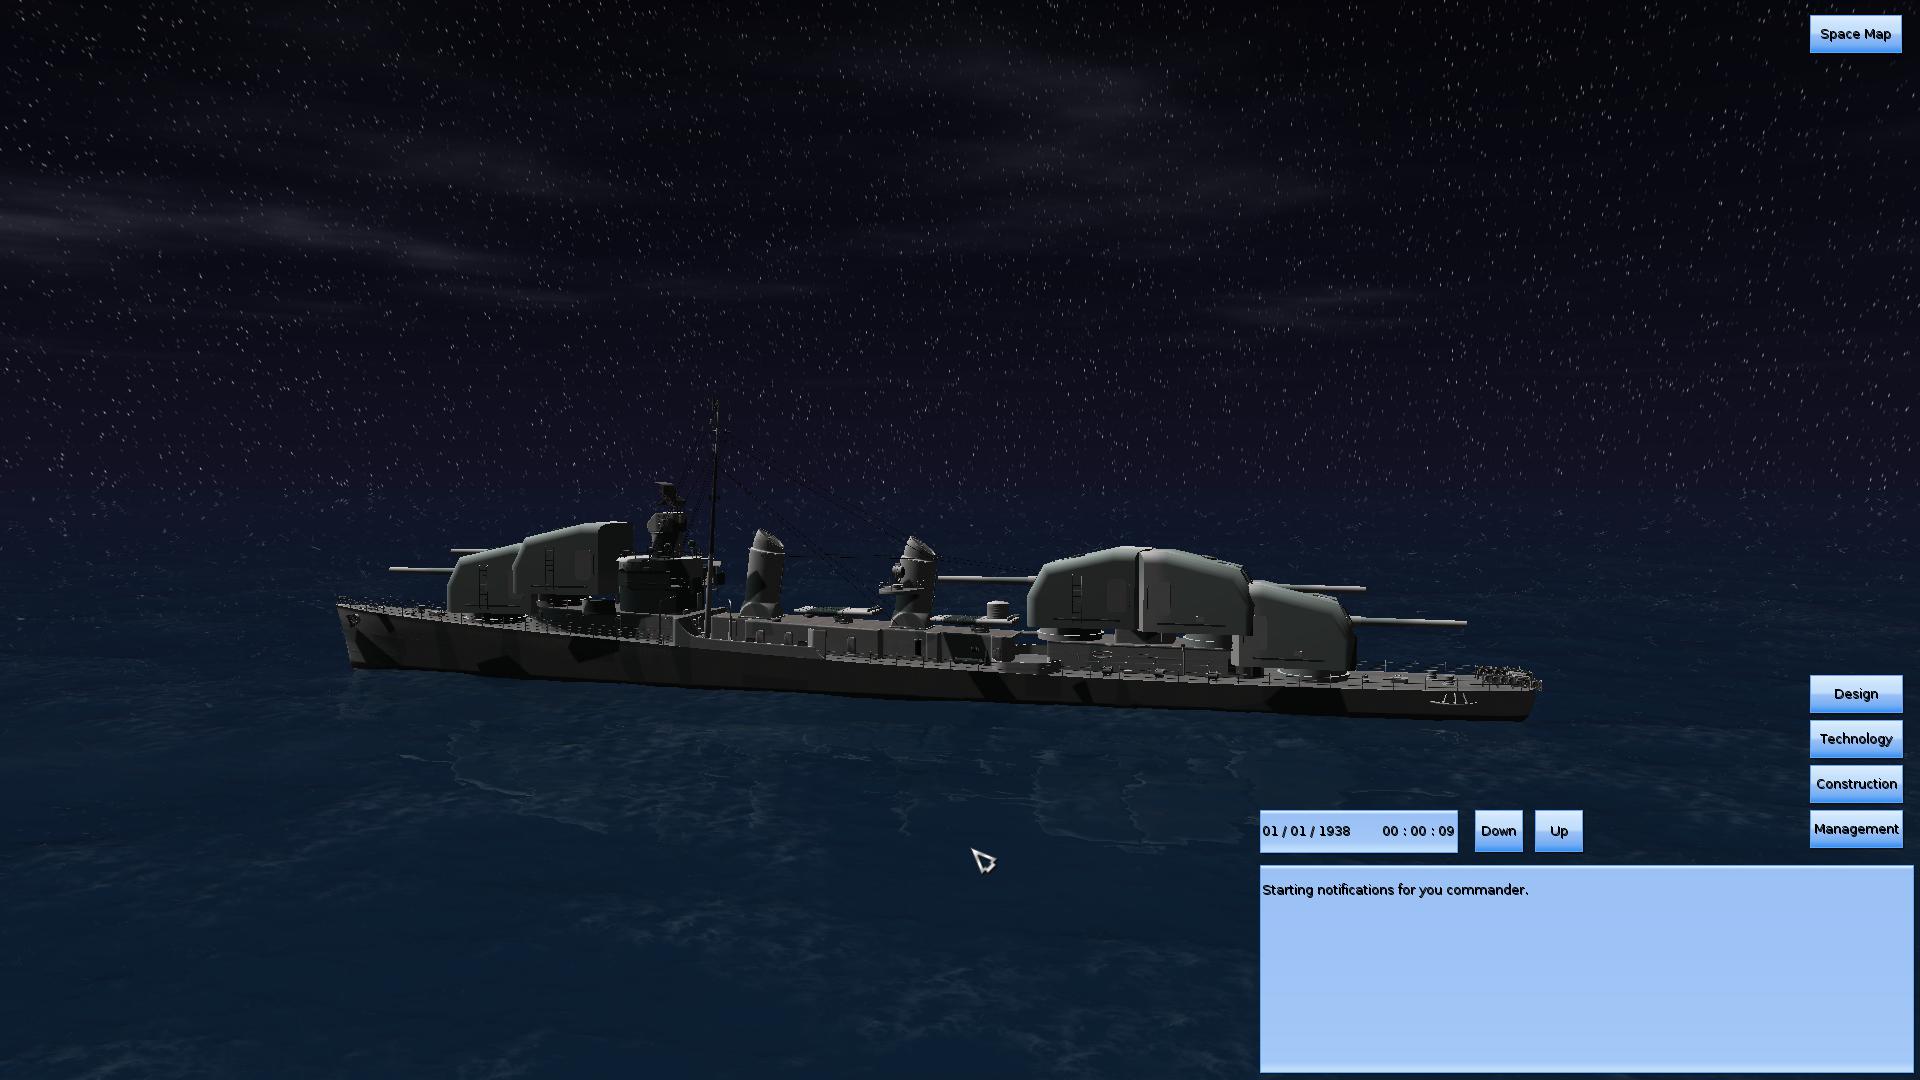 Space Map
Design
Technology
Construction
Management
01 / 01 / 1938 00 : 00 : 09
Down
Up
Starting notifications for you commander.